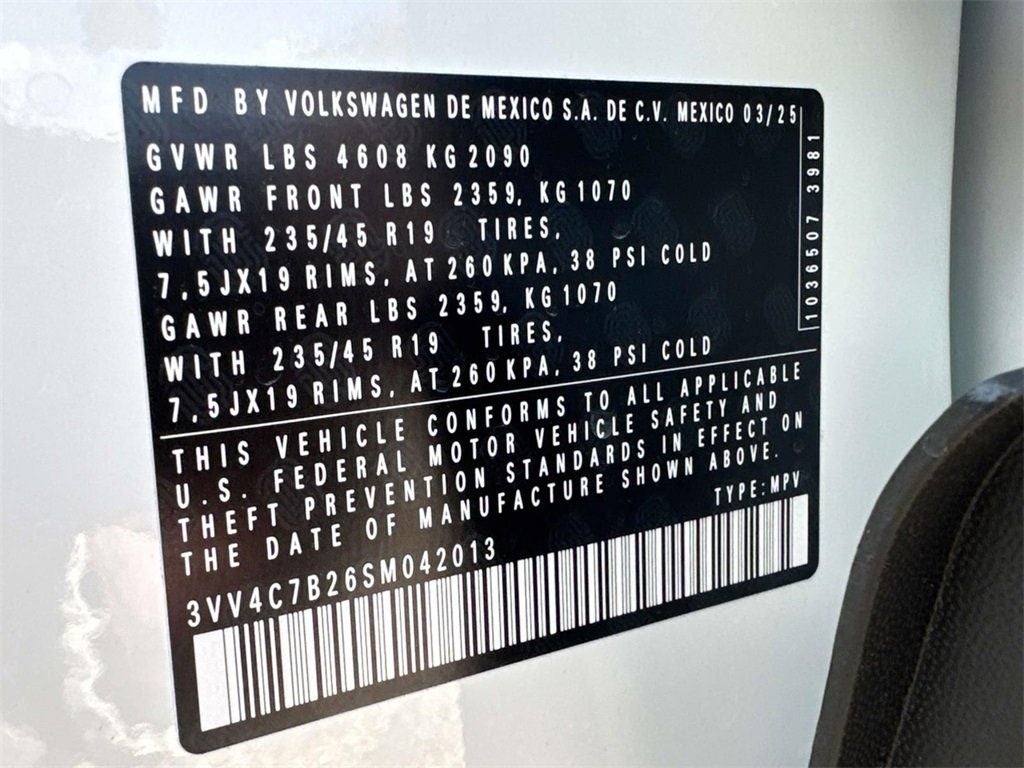 MFD BY VOLKSWAGEN DE MEXICO S.A. DE C.V. MEXICO 03/25
GVWR LBS 4608 KG 2090
GAWR FRONT LBS 2359, KG 1070
WITH 235/45 R19 TIRES,
7,5JX19 RIMS, AT 260 KPA, 38 PSI COLD
GAWR REAR LBS 2359, KG 1070
WITH 235/45 R19 TIRES,
7,5JX19 RIMS, AT 260 KPA, 38 PSI COLD
THIS VEHICLE CONFORMS TO ALL APPLICABLE
U.S. FEDERAL MOTOR VEHICLE SAFETY AND
THEFT PREVENTION STANDARDS IN EFFECT ON
THE DATE OF MANUFACTURE SHOWN ABOVE.
TYPE: MPV
3VV4C7B26SM042013
1036507 3981